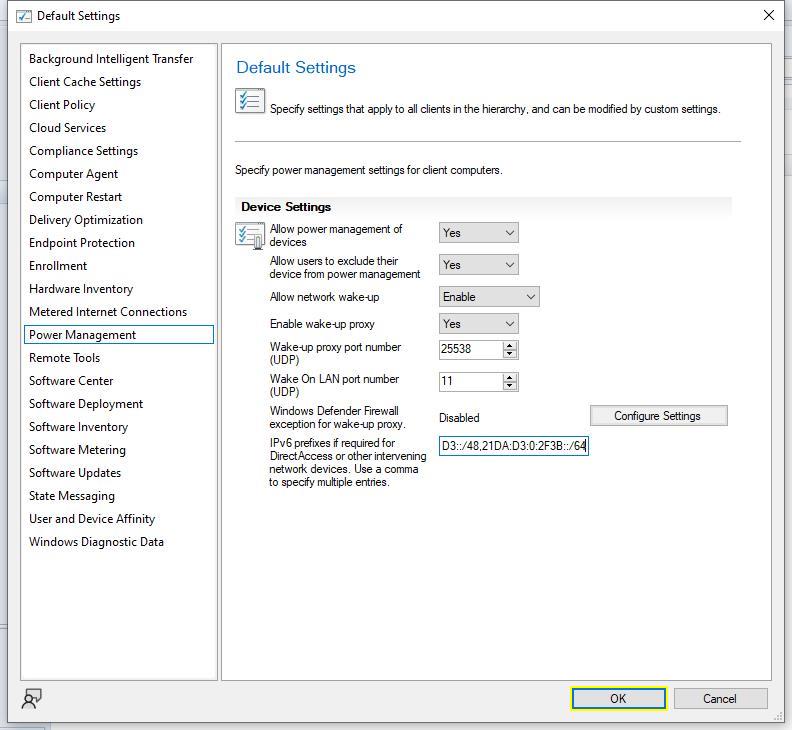 Default Settings
Background Intelligent Transfer
Client Cache Settings
Client Policy
Cloud Services
Compliance Settings
Computer Agent
Computer Restart
Delivery Optimization
Endpoint Protection
Enrollment
Hardware Inventory
Metered Internet Connections
Power Management
Remote Tools
Software Center
Software Deployment
Software Inventory
Software Metering
Software Updates
State Messaging
User and Device Affinity
Windows Diagnostic Data
Default Settings
Specify settings that apply to all clients in the hierarchy, and can be modified by custom settings.
Specify power management settings for client computers.
Device Settings
Allow power management of
devices
Yes
Allow users to exclude their
device from power management
Yes
Allow network wake-up
Enable
Enable wake-up proxy
Yes
Wake-up proxy port number
(UDP)
25538
Wake On LAN port number
(UDP)
11
Windows Defender Firewall
exception for wake-up proxy.
Disabled
Configure Settings
IPv6 prefixes if required for
DirectAccess or other intervening
network devices. Use a comma
to specify multiple entries.
D3::/48,21DA:D3:0:2F3B::/64
OK
Cancel